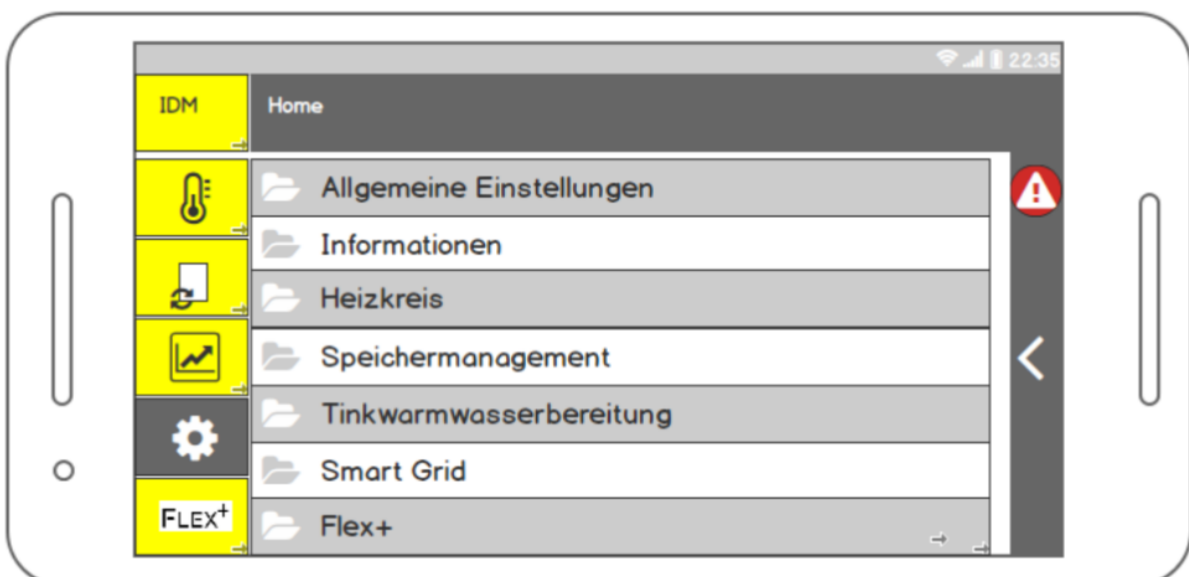 22:35
IDM
Home
Allgemeine Einstellungen
Informationen
Heizkreis
Speichermanagement
Tinkwarmwasserbereitung
Smart Grid
FLEX+
Flex+